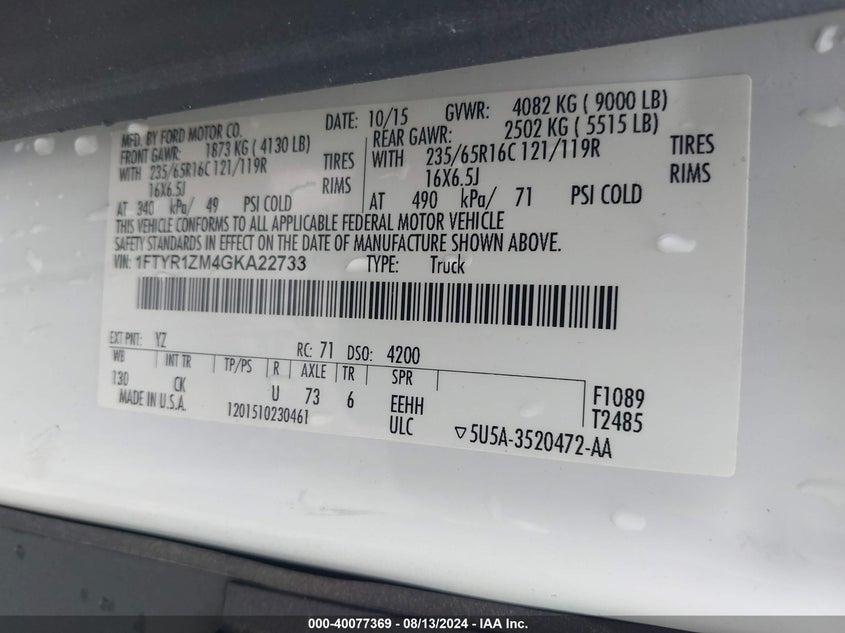 MFD. BY FORD MOTOR CO. DATE: 10/15 GVWR: 4082 KG ( 9000 LB)
FRONT GAWR: 1873 KG ( 4130 LB) REAR GAWR: 2502 KG ( 5515 LB)
WITH 235/65R16C 121/119R TIRES WITH 235/65R16C 121/119R TIRES
16X6.5J RIMS 16X6.5J RIMS
AT 340 kPa/ 49 PSI COLD AT 490 kPa/ 71 PSI COLD
THIS VEHICLE CONFORMS TO ALL APPLICABLE FEDERAL MOTOR VEHICLE
SAFETY STANDARDS IN EFFECT ON THE DATE OF MANUFACTURE SHOWN ABOVE.
VIN: 1FTYR1ZM4GKA22733 TYPE: Truck
EXT PNT: YZ RC: 71 DSO: 4200
WB INT TR TP/PS R AXLE TR SPR
130 CK U 73 6 EEHH F1089
MADE IN U.S.A. 1201510230461 ULC T2485
▽5U5A-3520472-AA
000-40077369 - 08/13/2024 - IAA Inc.